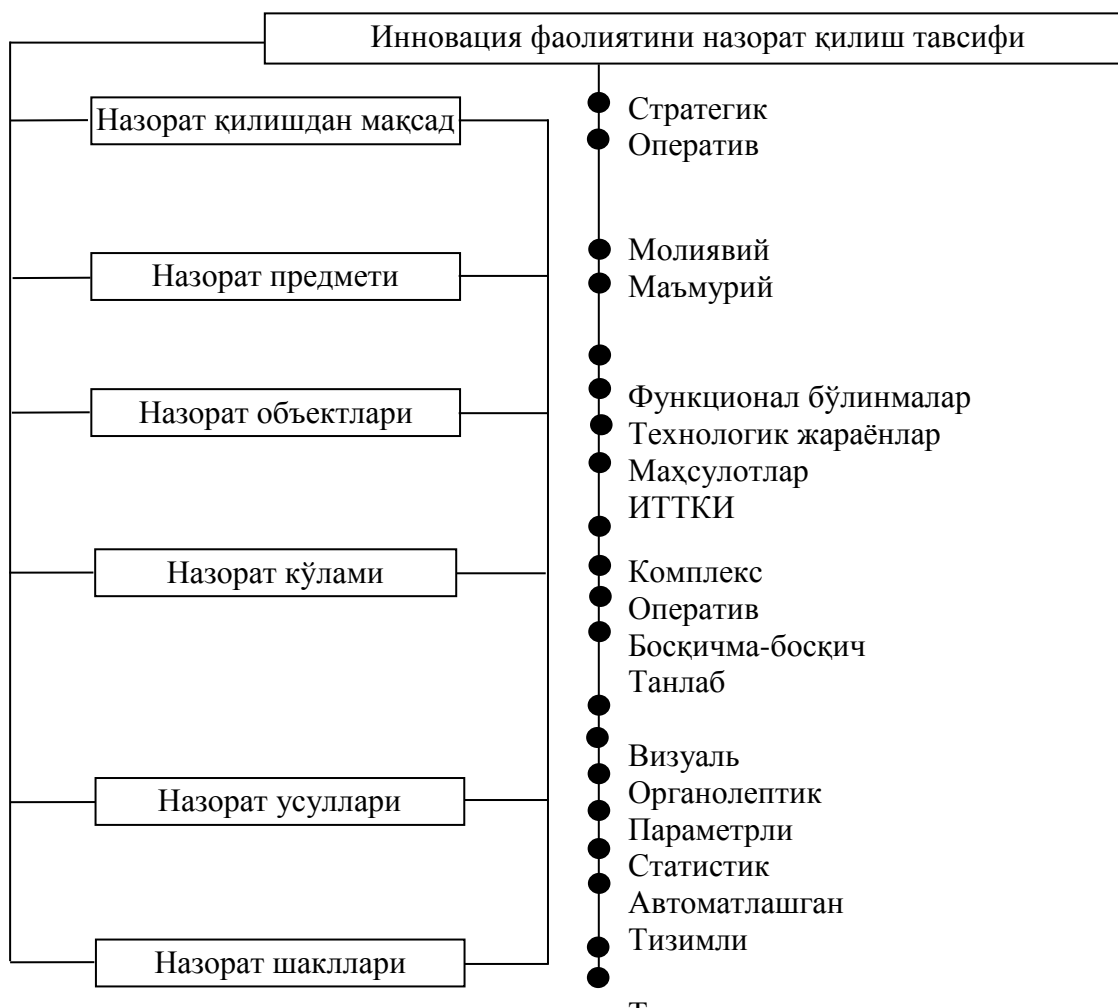 Инновация фаолиятини назорат қилиш тавсифи
Назорат қилишдан мақсад
Стратегик
Оператив
Назорат предмети
Молиявий
Маъмурий
Назорат объектлари
Функционал бўлинмалар
Технологик жараёнлар
Маҳсулотлар
ИТТКИ
Назорат кўлами
Комплекс
Оператив
Босқичма-босқич
Танлаб
Назорат усуллари
Визуаль
Органолептик
Параметрли
Статистик
Автоматлашган
Тизимли
Назорат шакллари